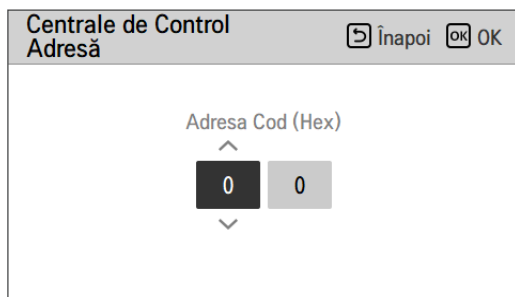 Centrale de Control
Adresă
Înapoi OK OK
Adresa Cod (Hex)
0 0